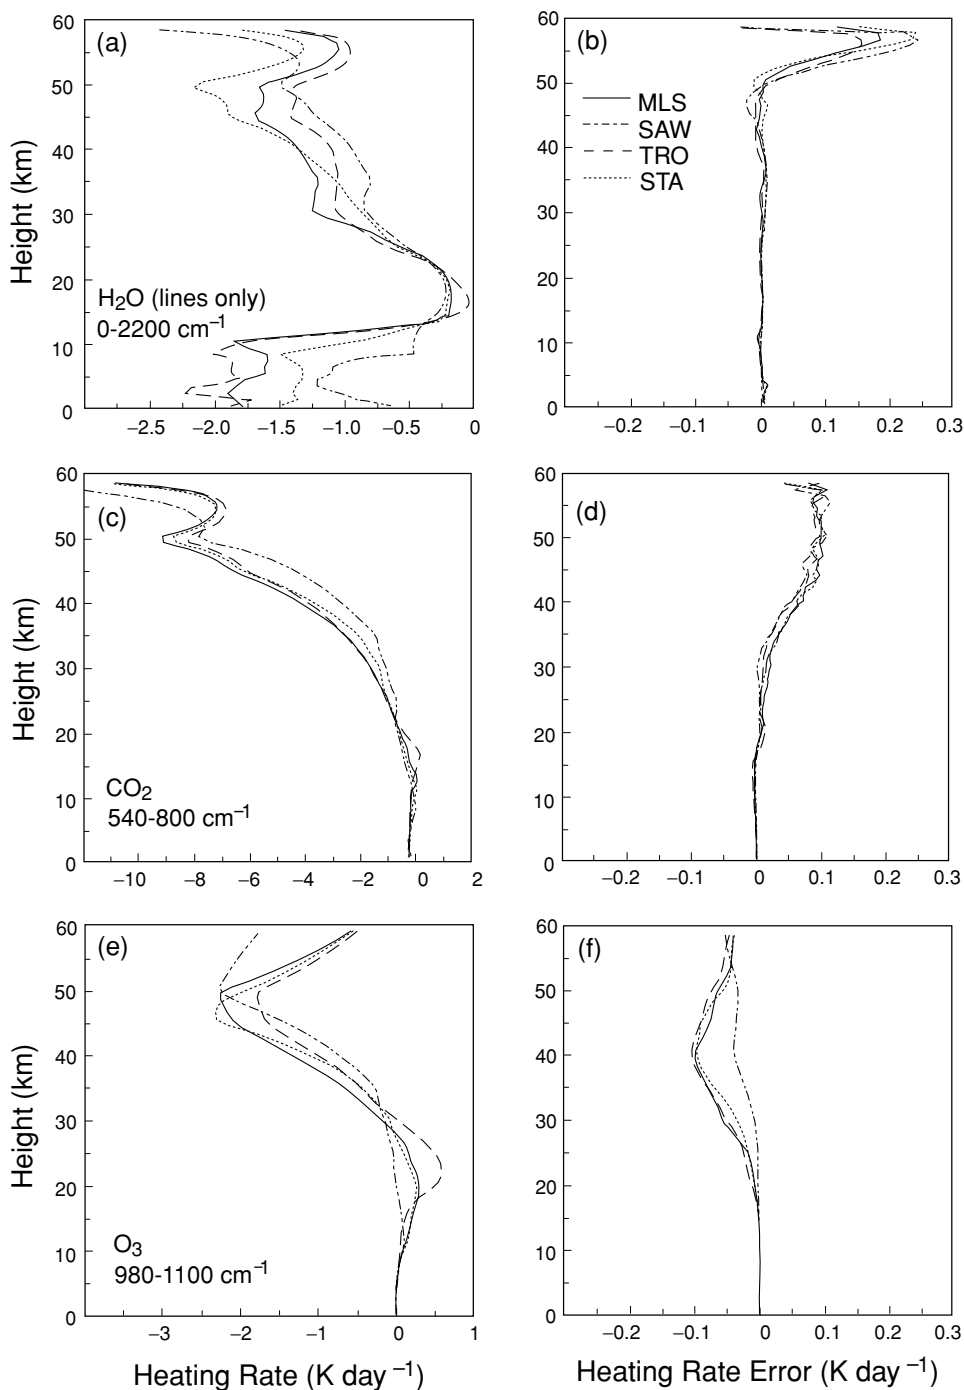 (a)
60
50
40
30
20
10
0
Height (km)
H₂O (lines only)
0-2200 cm⁻¹
−2.5 −2.0 −1.5 −1.0 −0.5 0
(b)
60
50
40
30
20
10
0
MLS
SAW
TRO
STA
−0.2 −0.1 0 0.1 0.2 0.3
(c)
60
50
40
30
20
10
0
Height (km)
CO₂
540-800 cm⁻¹
−10 −8 −6 −4 −2 0 2
(d)
60
50
40
30
20
10
0
−0.2 −0.1 0 0.1 0.2 0.3
(e)
60
50
40
30
20
10
0
Height (km)
O₃
980-1100 cm⁻¹
−3 −2 −1 0 1
Heating Rate (K day ⁻¹)
(f)
60
50
40
30
20
10
0
−0.2 −0.1 0 0.1 0.2 0.3
Heating Rate Error (K day ⁻¹)